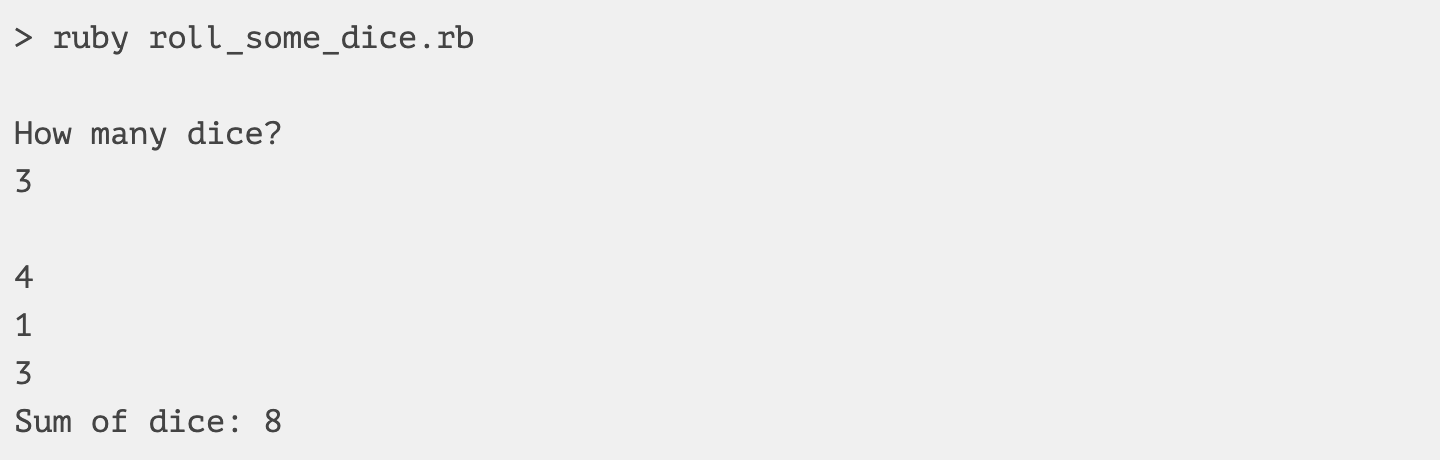 > ruby roll_some_dice.rb
How many dice?
3
4
1
3
Sum of dice: 8